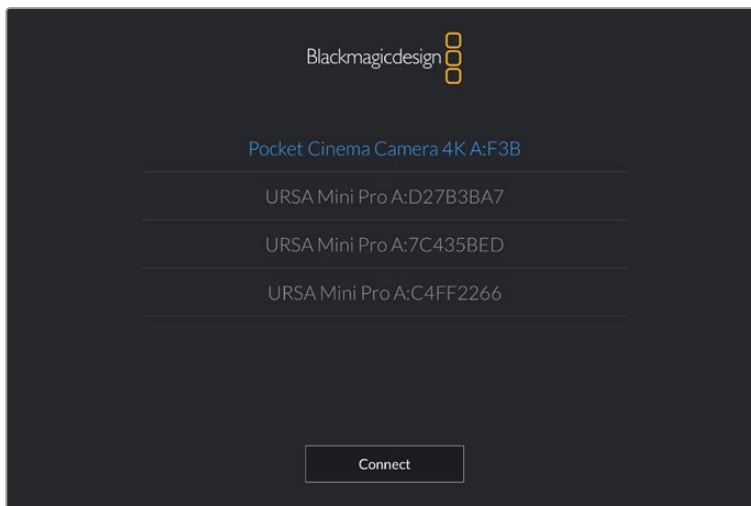 Blackmagicdesign
Pocket Cinema Camera 4K A:F3B
URSA Mini Pro A:D27B3BA7
URSA Mini Pro A:7C435BED
URSA Mini Pro A:C4FF2266
Connect